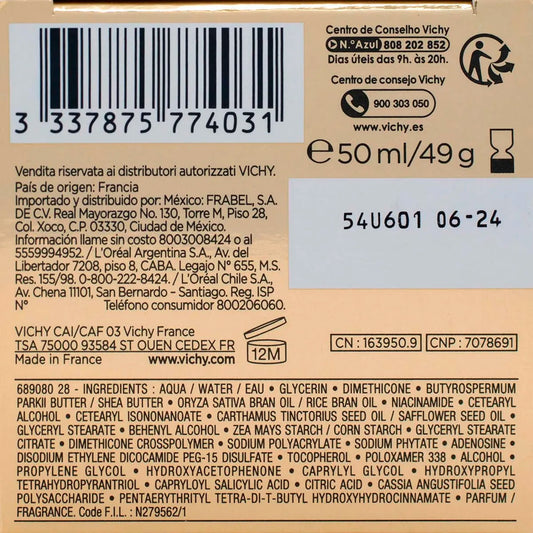 3 337875 774031
Centro de Conselho Vichy
N.º Azul 808 202 852
Dias úteis das 9h. às 20h.
Centro de consejo Vichy
900 303 050
www.vichy.es
℮50 ml/49 g
54U601 06-24
Vendita riservata ai distributori autorizzati VICHY.
País de origen: Francia
Importado y distribuido por: México: FRABEL, S.A.
DE C.V. Real Mayorazgo No. 130, Torre M, Piso 28,
Col. Xoco, C.P. 03330, Ciudad de México.
Información llame sin costo 8003008424 o al
5559994952. / L'Oréal Argentina S.A., Av. del
Libertador 7208, piso 8, CABA. Legajo N° 655, M.S.
Res. 155/98. 0-800-222-8424. / L'Oréal Chile S.A.,
Av. Chena 11101, San Bernardo - Santiago. Reg. ISP
N° Teléfono consumidor 800206060.
VICHY CAI/CAF 03 Vichy France
TSA 75000 93584 ST OUEN CEDEX FR
Made in France www.vichy.com
12M
CN : 163950.9
CNP : 7078691
689080 28 - INGREDIENTS : AQUA / WATER / EAU • GLYCERIN • DIMETHICONE • BUTYROSPERMUM
PARKII BUTTER / SHEA BUTTER • ORYZA SATIVA BRAN OIL / RICE BRAN OIL • NIACINAMIDE • CETEARYL
ALCOHOL • CETEARYL ISONONANOATE • CARTHAMUS TINCTORIUS SEED OIL / SAFFLOWER SEED OIL •
GLYCERYL STEARATE • BEHENYL ALCOHOL • ZEA MAYS STARCH / CORN STARCH • GLYCERYL STEARATE
CITRATE • DIMETHICONE CROSSPOLYMER • SODIUM POLYACRYLATE • SODIUM PHYTATE • ADENOSINE •
DISODIUM ETHYLENE DICOCAMIDE PEG-15 DISULFATE • TOCOPHEROL • POLOXAMER 338 • ALCOHOL •
PROPYLENE GLYCOL • HYDROXYACETOPHENONE • CAPRYLYL GLYCOL • HYDROXYPROPYL
TETRAHYDROPYRANTRIOL • CAPRYLOYL SALICYLIC ACID • CITRIC ACID • CASSIA ANGUSTIFOLIA SEED
POLYSACCHARIDE • PENTAERYTHRITYL TETRA-DI-T-BUTYL HYDROXYHYDROCINNAMATE • PARFUM /
FRAGRANCE. Code F.I.L. : N279562/1